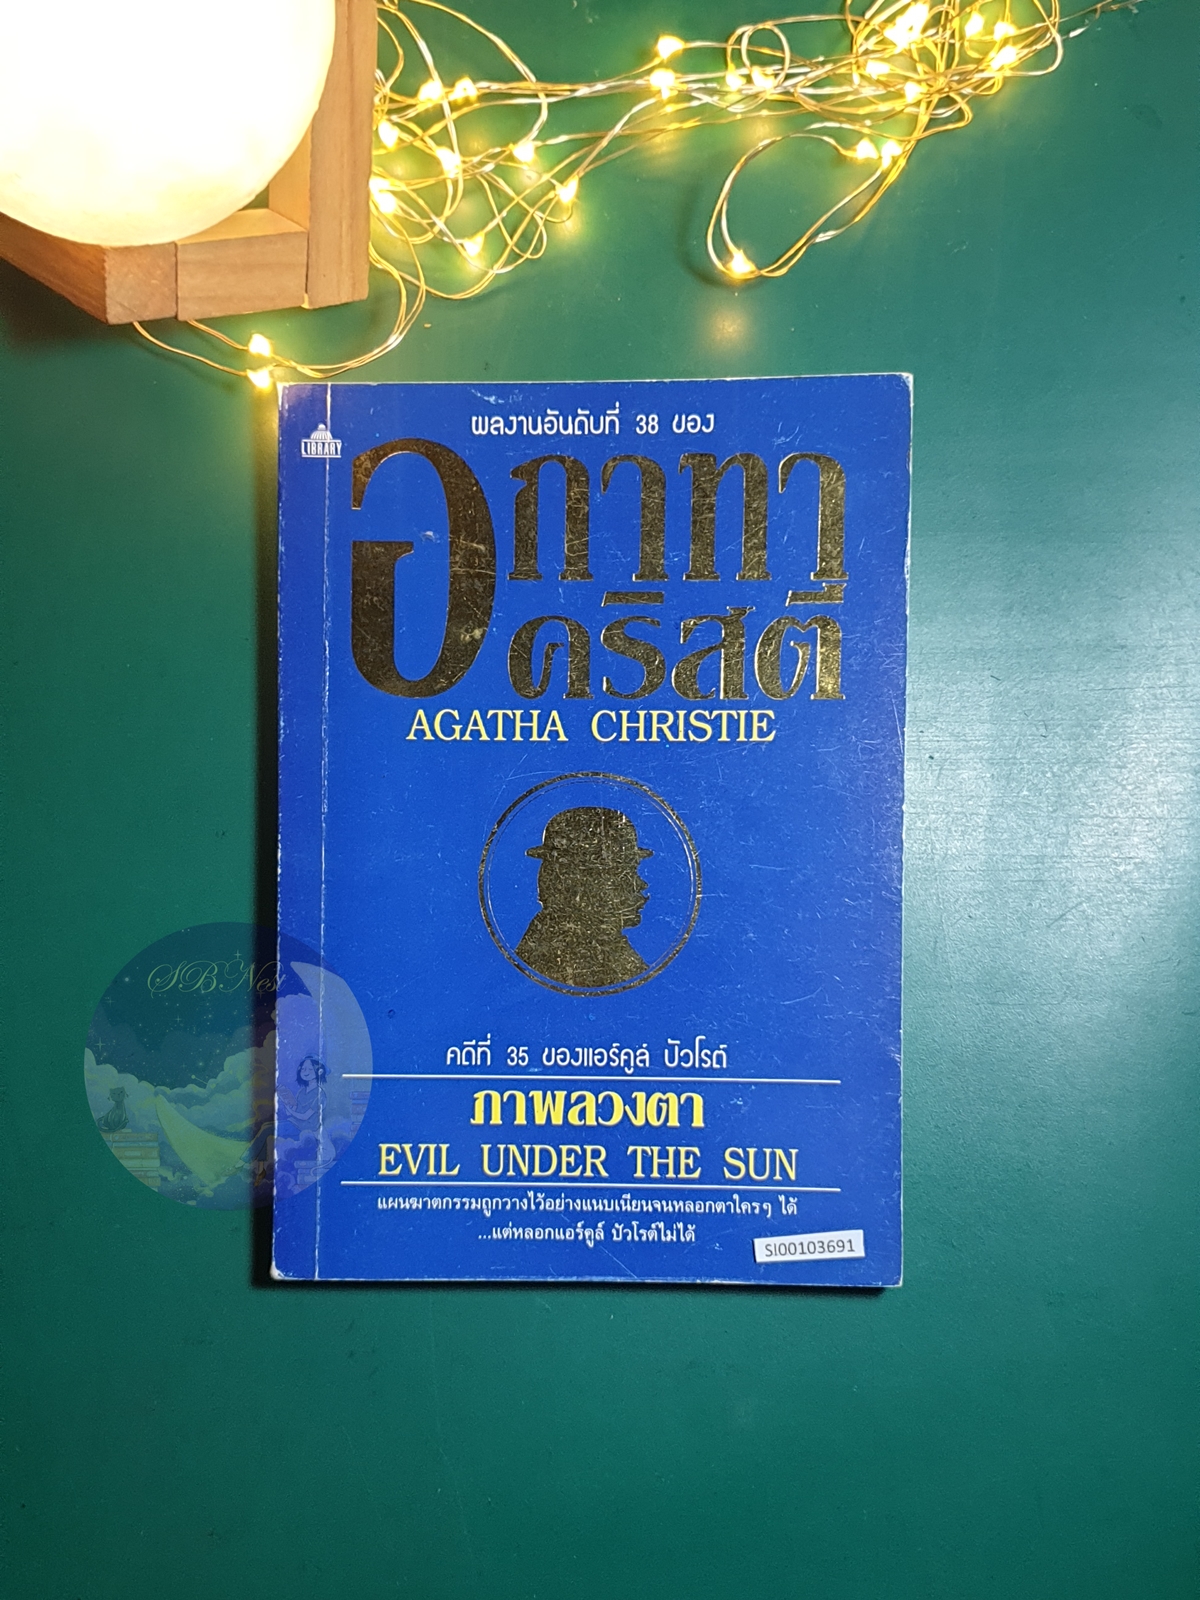 ผลงานอันดับที่ 38 ของ
LIBRARY
อกาทา
คริสตี
AGATHA CHRISTIE
SB Nest
คดีที่ 35 ของแอร์คูล์ ปัวโรต์
ภาพลวงตา
EVIL UNDER THE SUN
แผนฆาตกรรมถูกวางไว้อย่างแนบเนียนจนหลอกตาใครๆ ได้
...แต่หลอกแอร์คูล์ ปัวโรต์ไม่ได้
SI00103691